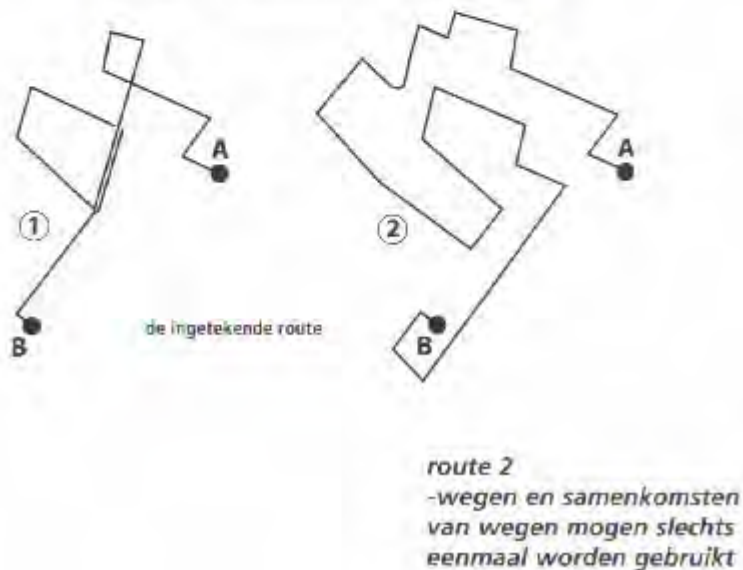 A
A
1
2
B
de ingetekende route
B
route 2
-wegen en samenkomsten
van wegen mogen slechts
eenmaal worden gebruikt